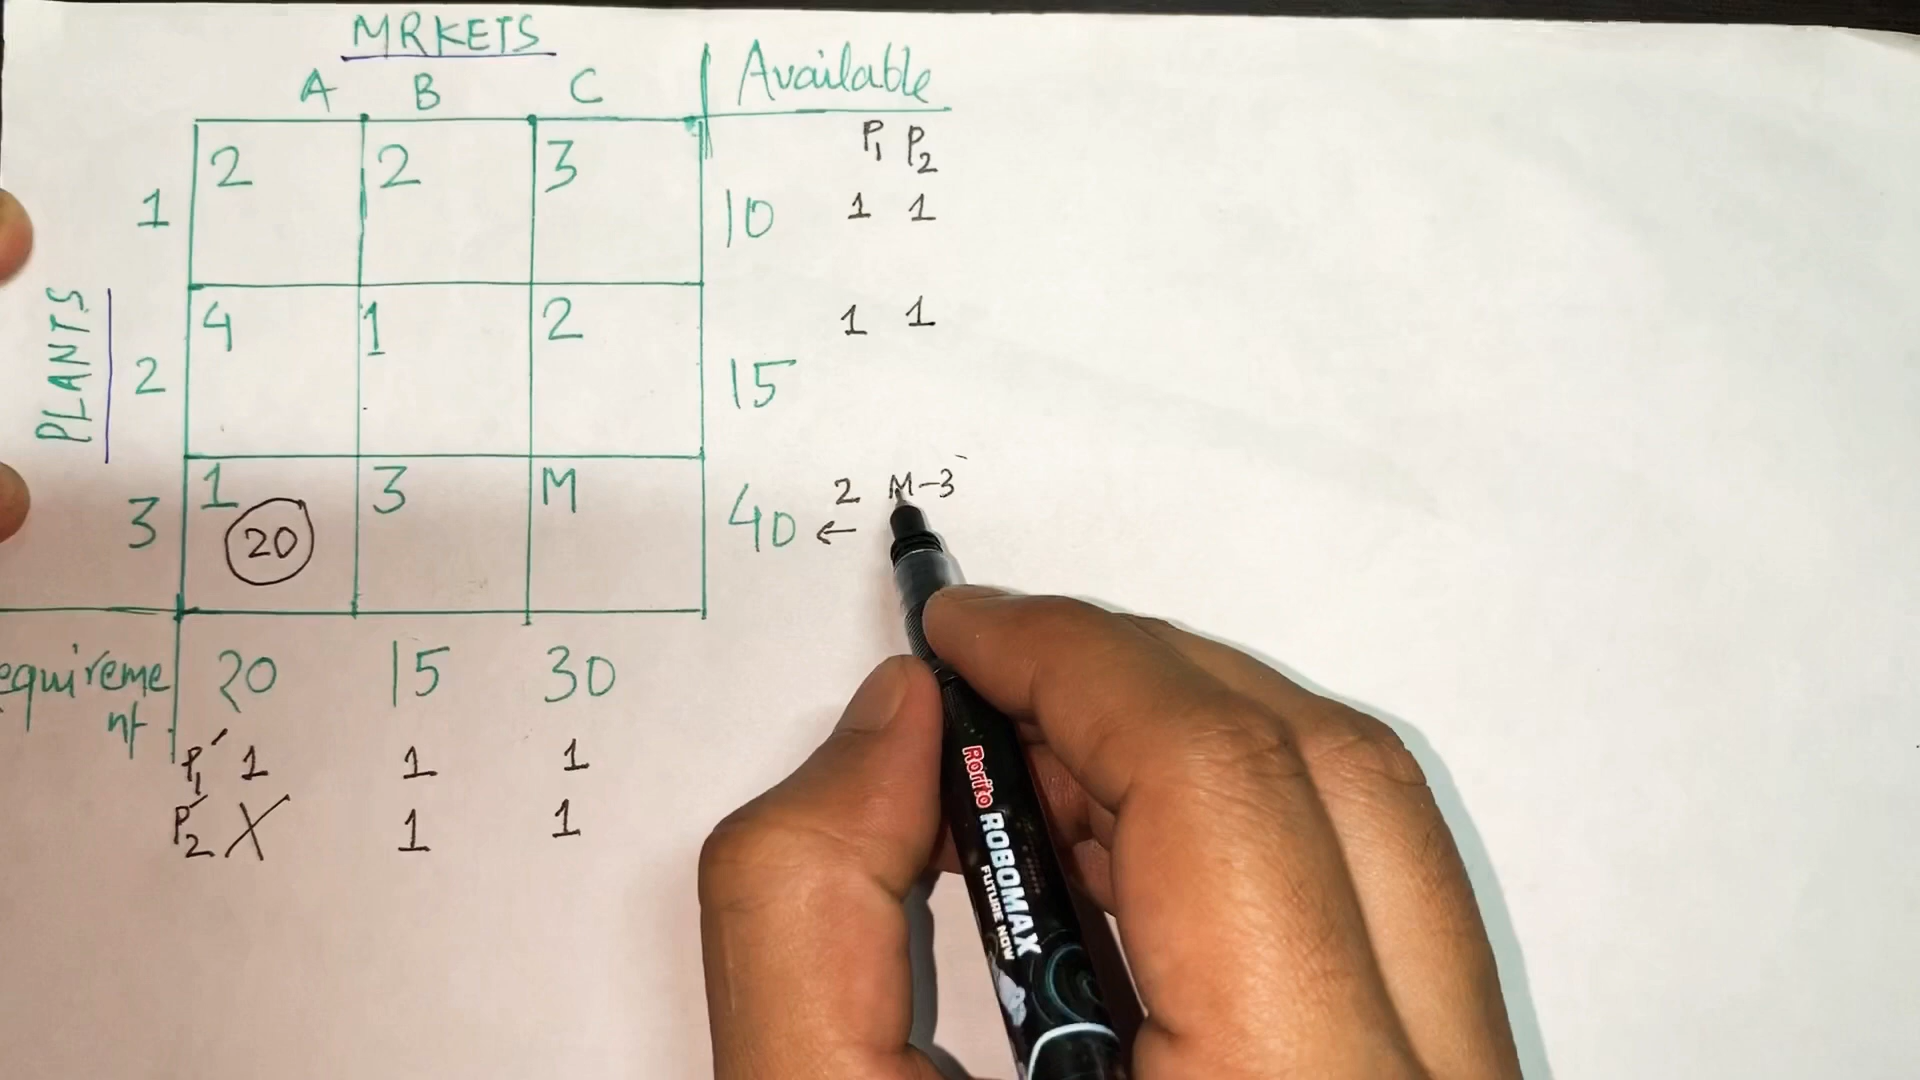 MRKETS
A B C Available
P1 P2
2 2 3
1 10 1 1
4 1 2 1 1
PLANTS 2 15
1 3 M 2 M-3
3 20 40 ←
equireme 20 15 30
nt
P1' 1 1 1
P2' X 1 1
Rorito ROBOMAX
FUTURE NOW